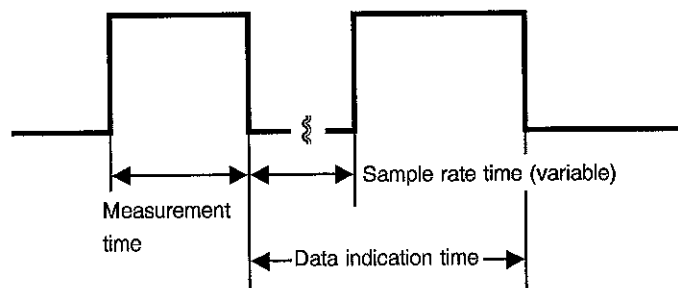 Sample rate time (variable)
Measurement
time
Data indication time